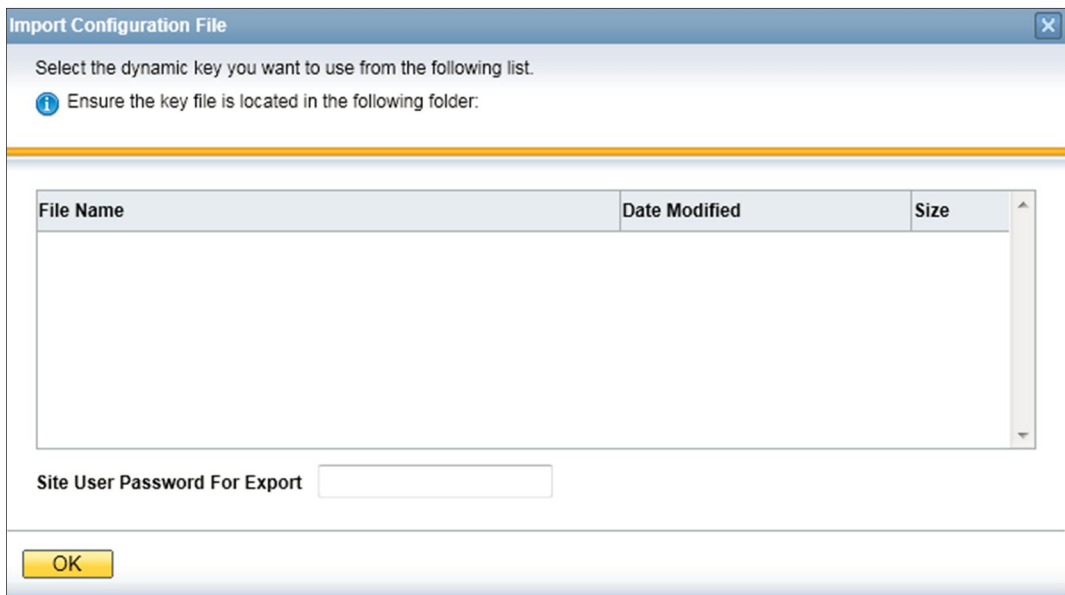 Import Configuration File
Select the dynamic key you want to use from the following list.
Ensure the key file is located in the following folder:
File Name Date Modified Size
Site User Password For Export
OK